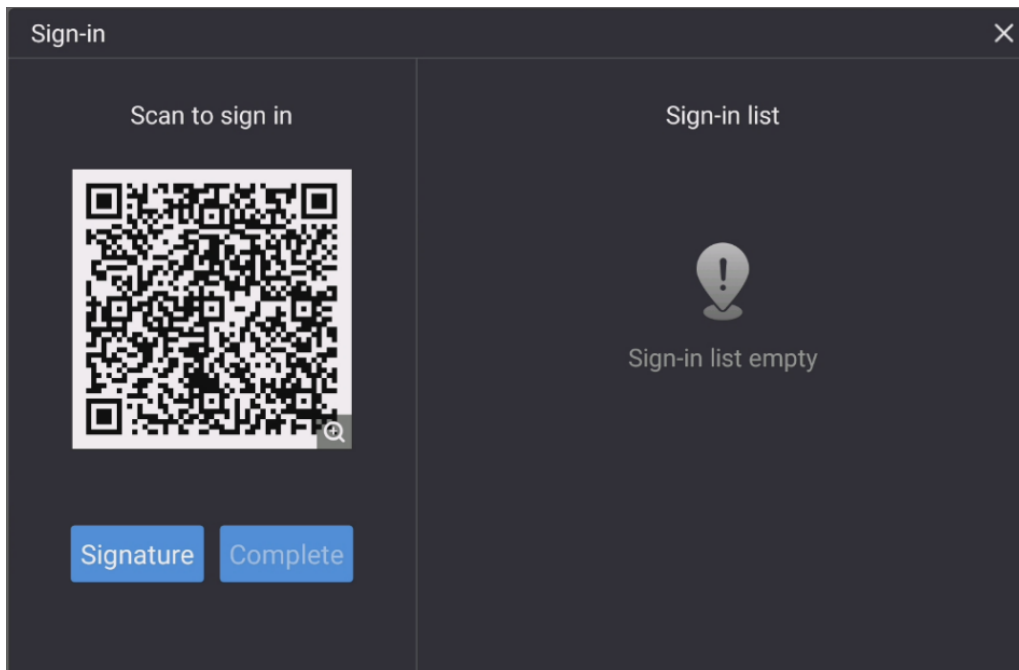 Sign-in
Scan to sign in
Signature
Complete
Sign-in list
Sign-in list empty